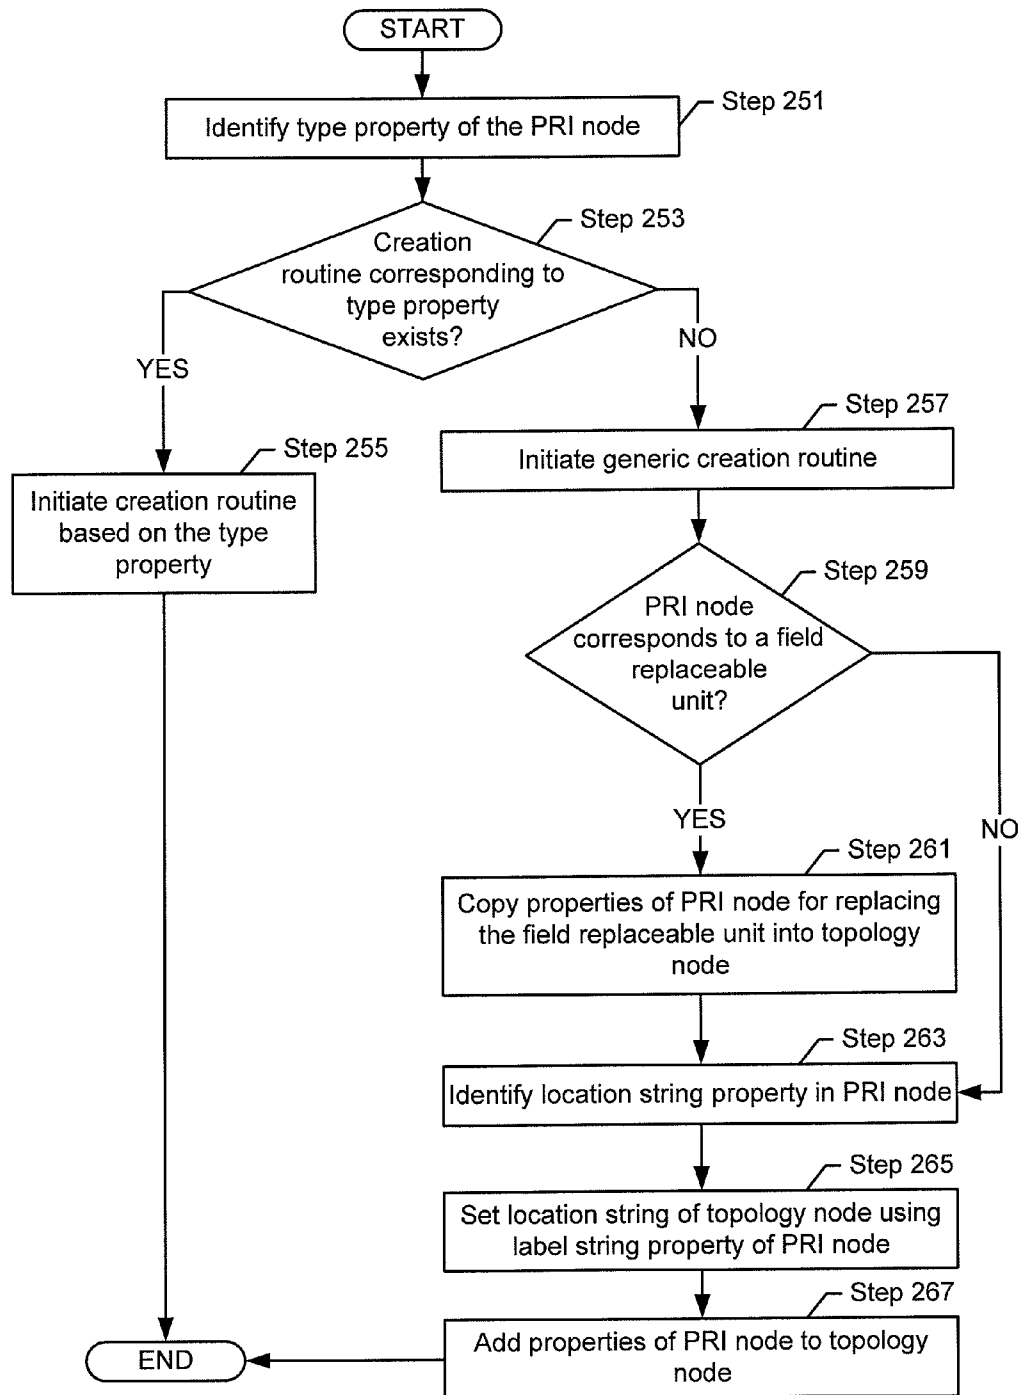 START
Step 251
Identify type property of the PRI node
Step 253
Creation
routine corresponding to
type property
exists?
YES
NO
Step 255
Initiate creation routine
based on the type
property
Step 257
Initiate generic creation routine
Step 259
PRI node
corresponds to a field
replaceable
unit?
YES
NO
Step 261
Copy properties of PRI node for replacing
the field replaceable unit into topology
node
Step 263
Identify location string property in PRI node
Step 265
Set location string of topology node using
label string property of PRI node
Step 267
Add properties of PRI node to topology
node
END